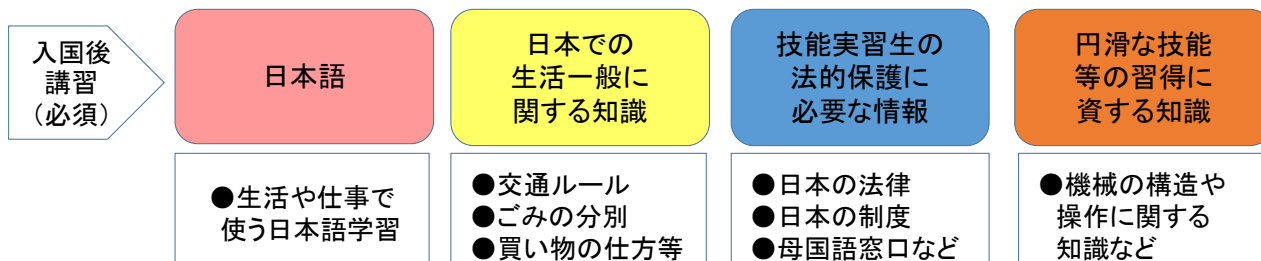 入国後
講習
（必須）
日本語
日本での
生活一般に
関する知識
技能実習生の
法的保護に
必要な情報
円滑な技能
等の習得に
資する知識
●生活や仕事で
使う日本語学習
●交通ルール
●ごみの分別
●買い物の仕方等
●日本の法律
●日本の制度
●母国語窓口など
●機械の構造や
操作に関する
知識など